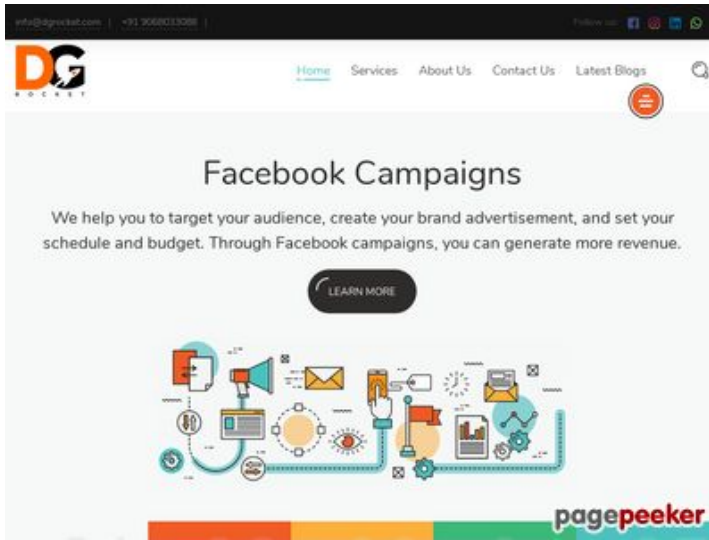 info@dgrocket.com | +91 9068013088 |
Follow us:
DG
ROCKET
Home Services About Us Contact Us Latest Blogs
Facebook Campaigns
We help you to target your audience, create your brand advertisement, and set your
schedule and budget. Through Facebook campaigns, you can generate more revenue.
LEARN MORE
pagepeeker